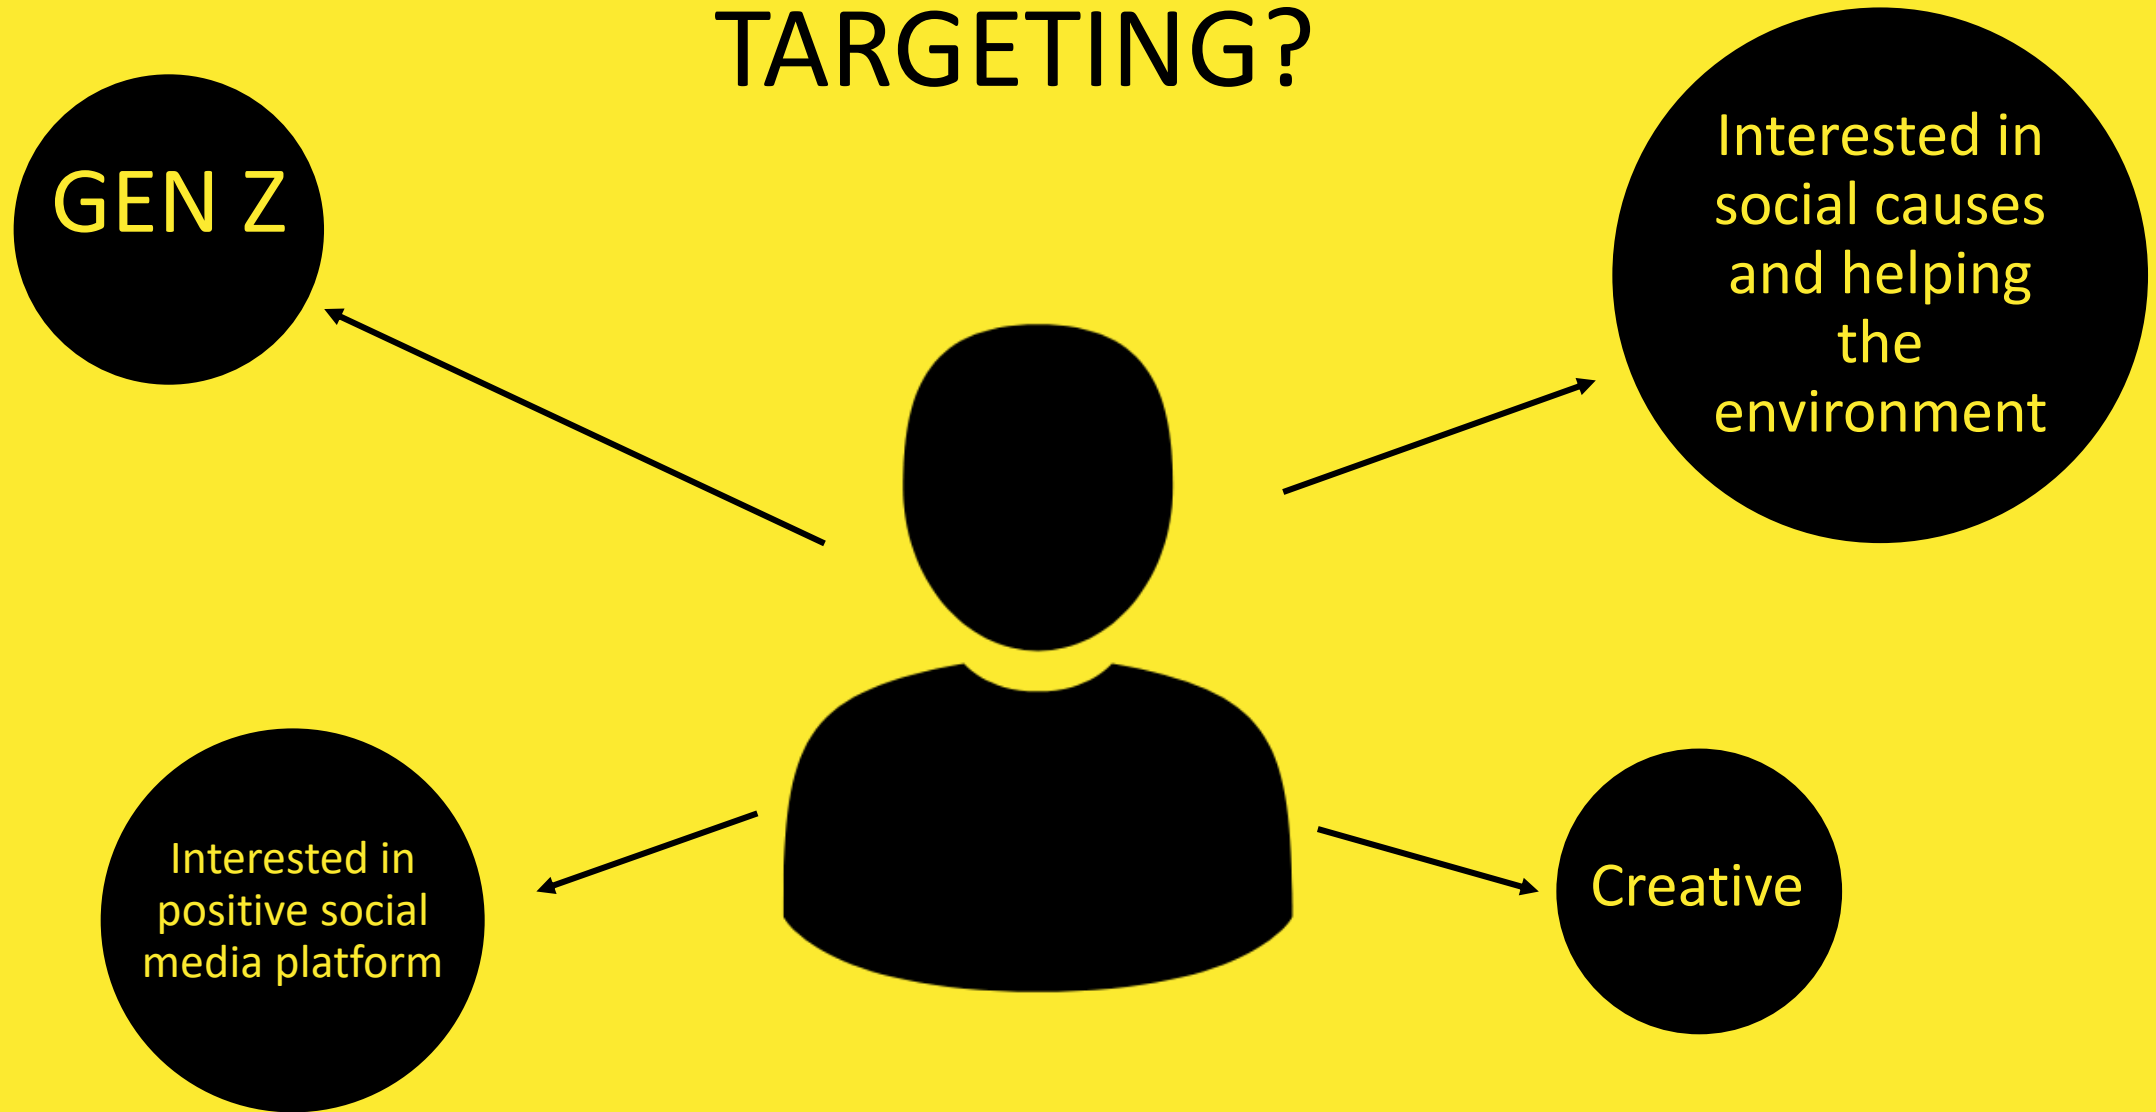 TARGETING?
GEN Z
Interested in
social causes
and helping
the
environment
Interested in
positive social
media platform
Creative